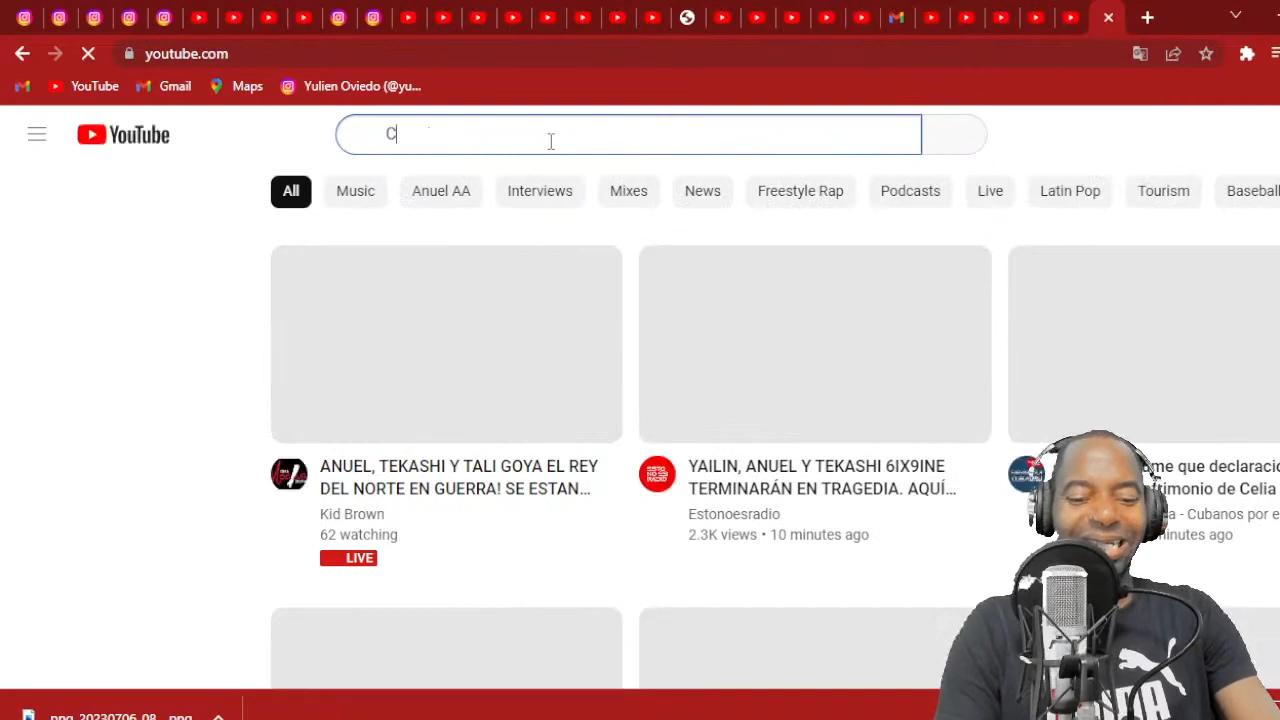 youtube.com
YouTube
Gmail
Maps
Yulien Oviedo (@yu...
YouTube
C
All
Music
Anuel AA
Interviews
Mixes
News
Freestyle Rap
Podcasts
Live
Latin Pop
Tourism
Baseball
ANUEL, TEKASHI Y TALI GOYA EL REY
DEL NORTE EN GUERRA! SE ESTAN...
Kid Brown
62 watching
LIVE
YAILIN, ANUEL Y TEKASHI 6IX9INE
TERMINARÁN EN TRAGEDIA. AQUÍ...
Estonoesradio
2.3K views • 10 minutes ago
me que declaració
trimonio de Celia
a - Cubanos por e
minutes ago
png_20230706_08...png